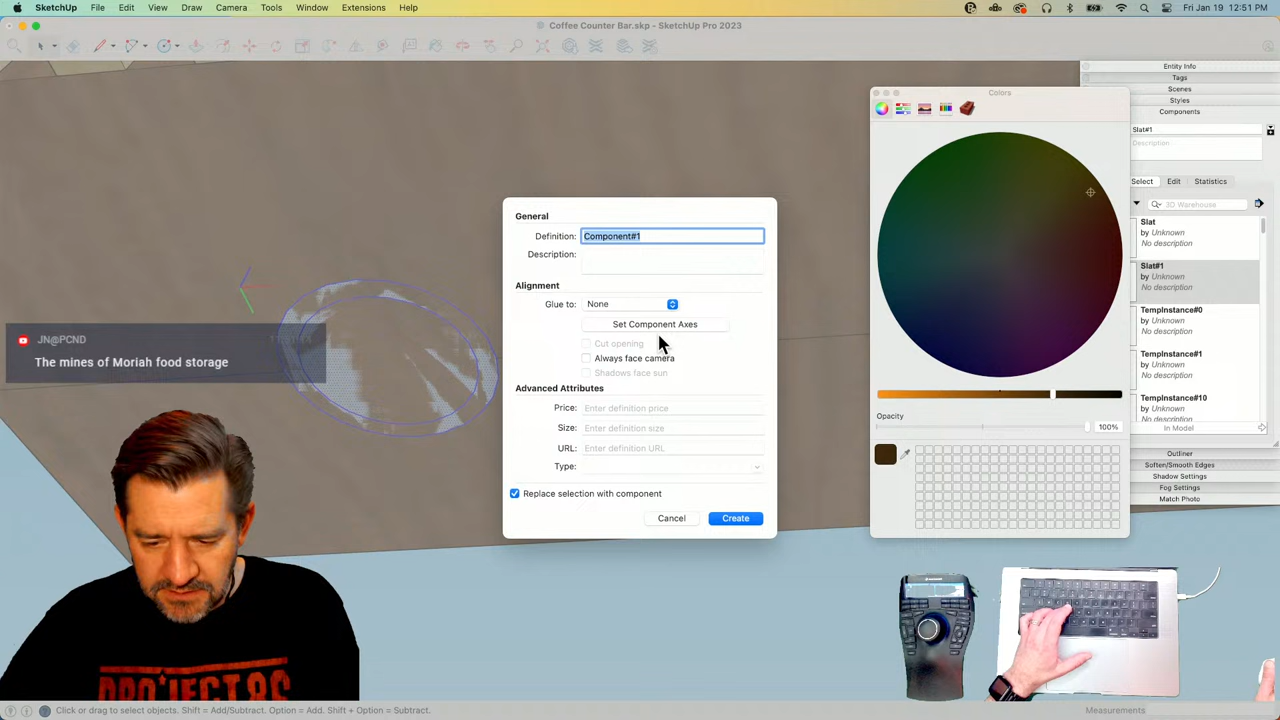 SketchUp File Edit View Draw Camera Tools Window Extensions Help Fri Jan 19 12:51 PM
Coffee Counter Bar.skp - SketchUp Pro 2023
Entity Info
Tags
Scenes
Styles
Components
Slat#1
Description
Select Edit Statistics
3D Warehouse
Slat
by Unknown
No description
Slat#1
by Unknown
No description
TempInstance#0
by Unknown
No description
TempInstance#1
by Unknown
No description
TempInstance#10
by Unknown
No description
In Model
Outliner
Soften/Smooth Edges
Shadow Settings
Fog Settings
Match Photo
Colors
Opacity
100%
General
Definition: Component#1
Description:
Alignment
Glue to: None
Set Component Axes
Cut opening
Always face camera
Shadows face sun
Advanced Attributes
Price: Enter definition price
Size: Enter definition size
URL: Enter definition URL
Type:
Replace selection with component
Cancel Create
JN@PCND
The mines of Moriah food storage
Click or drag to select objects. Shift = Add/Subtract. Option = Add. Shift + Option = Subtract.
Measurements